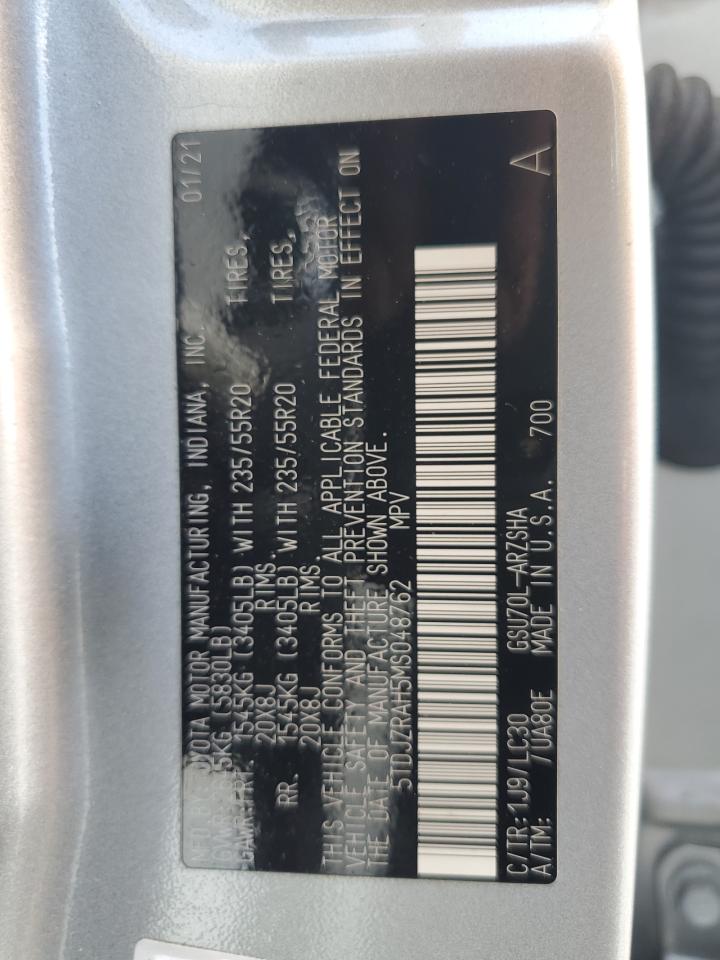 TOYOTA MOTOR MANUFACTURING, INDIANA, INC. 01/21
(5830LB)
1545KG (3405LB) WITH 235/55R20 TIRES,
20X8J RIMS.
RR. 1545KG (3405LB) WITH 235/55R20 TIRES,
20X8J RIMS.
THIS VEHICLE CONFORMS TO ALL APPLICABLE FEDERAL MOTOR
VEHICLE SAFETY AND THEFT PREVENTION STANDARDS IN EFFECT ON
THE DATE OF MANUFACTURE SHOWN ABOVE.
5TDJZRAH5MS048762 MPV
C/TR:1J9/LC30 GSU70L-ARZSHA 700
A/TM: /UA80E MADE IN U.S.A. A